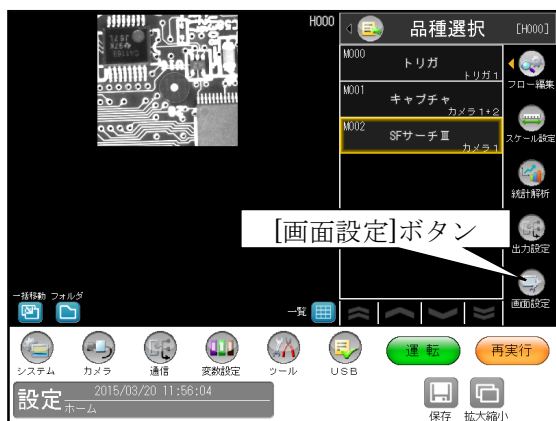 H000
品種選択
[H000]
M000
トリガ
トリガ1
M001
キャプチャ
カメラ1+2
M002
SFサーチⅢ
カメラ1
フロー編集
スケール設定
統計解析
出力設定
画面設定
[画面設定]ボタン
一括移動
フォルダ
一覧
システム
カメラ
通信
変数設定
ツール
USB
運転
再実行
設定
2015/03/20 11:56:04
ホーム
保存
拡大縮小